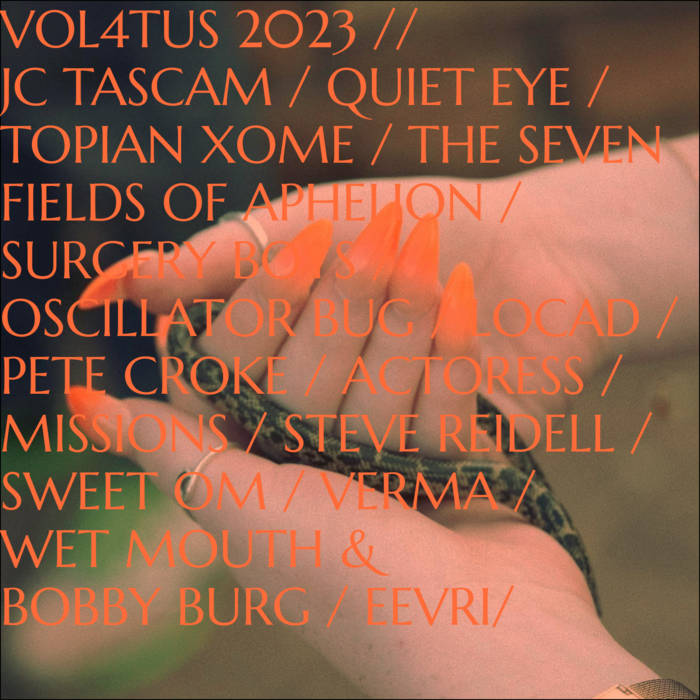 VOL4TUS 2023 //
JC TASCAM / QUIET EYE /
TOPIAN XOME / THE SEVEN
FIELDS OF APHELION /
SURGERY BOYS /
OSCILLATOR BUG / LOCAD /
PETE CROKE / ACTORESS /
MISSIONS / STEVE REIDELL /
SWEET OM / VERMA /
WET MOUTH &
BOBBY BURG / EEVRI/